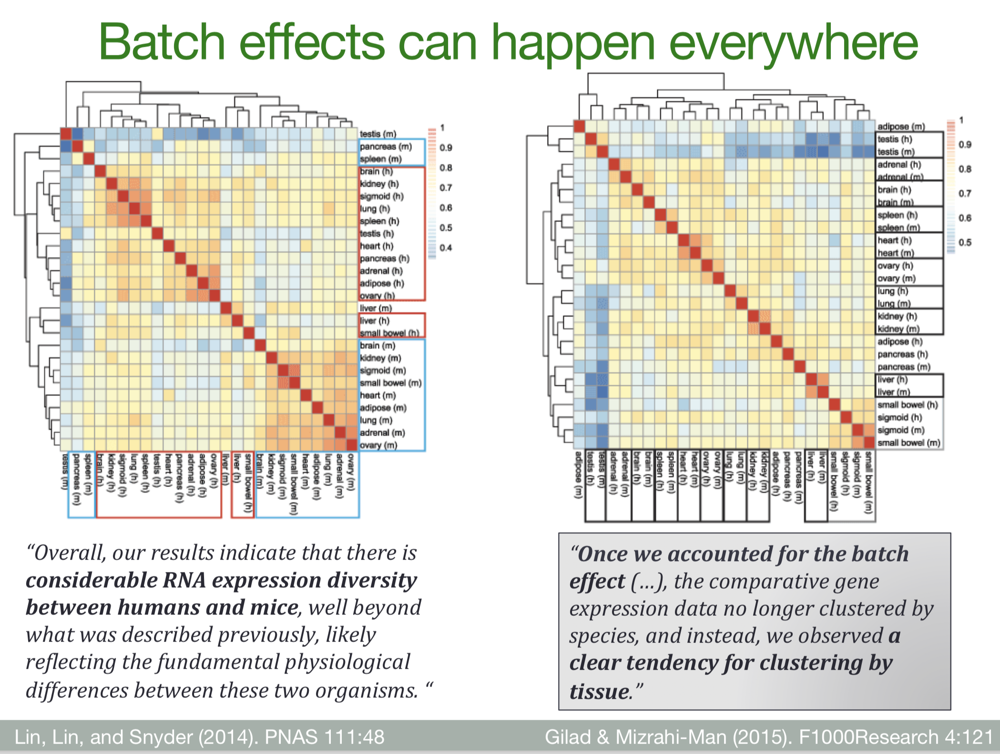 Batch effects can happen everywhere
testis (m)
pancreas (m)
spleen (m)
brain (h)
kidney (h)
sigmoid (h)
lung (h)
spleen (h)
testis (h)
heart (h)
pancreas (h)
adrenal (h)
adipose (h)
ovary (h)
liver (m)
liver (h)
small bowel (h)
brain (m)
kidney (m)
sigmoid (m)
small bowel (m)
heart (m)
adipose (m)
lung (m)
adrenal (m)
ovary (m)
1
0.9
0.8
0.7
0.6
0.5
0.4
testis (m)
pancreas (m)
spleen (m)
brain (h)
kidney (h)
sigmoid (h)
lung (h)
spleen (h)
testis (h)
heart (h)
pancreas (h)
adrenal (h)
adipose (h)
ovary (h)
liver (m)
liver (h)
small bowel (h)
brain (m)
kidney (m)
sigmoid (m)
small bowel (m)
heart (m)
adipose (m)
lung (m)
adrenal (m)
ovary (m)
adipose (m)
testis (h)
testis (m)
adrenal (h)
adrenal (m)
brain (h)
brain (m)
spleen (h)
spleen (m)
heart (h)
heart (m)
ovary (h)
ovary (m)
lung (h)
lung (m)
kidney (h)
kidney (m)
adipose (h)
pancreas (h)
pancreas (m)
liver (h)
liver (m)
small bowel (h)
sigmoid (h)
sigmoid (m)
small bowel (m)
1
0.9
0.8
0.7
0.6
0.5
adipose (m)
testis (h)
testis (m)
adrenal (h)
adrenal (m)
brain (h)
brain (m)
spleen (h)
spleen (m)
heart (h)
heart (m)
ovary (h)
ovary (m)
lung (h)
lung (m)
kidney (h)
kidney (m)
adipose (h)
pancreas (h)
pancreas (m)
liver (h)
liver (m)
small bowel (h)
sigmoid (h)
sigmoid (m)
small bowel (m)
“Overall, our results indicate that there is
considerable RNA expression diversity
between humans and mice, well beyond
what was described previously, likely
reflecting the fundamental physiological
differences between these two organisms. “
“Once we accounted for the batch
effect (…), the comparative gene
expression data no longer clustered by
species, and instead, we observed a
clear tendency for clustering by
tissue.”
Lin, Lin, and Snyder (2014). PNAS 111:48
Gilad & Mizrahi-Man (2015). F1000Research 4:121